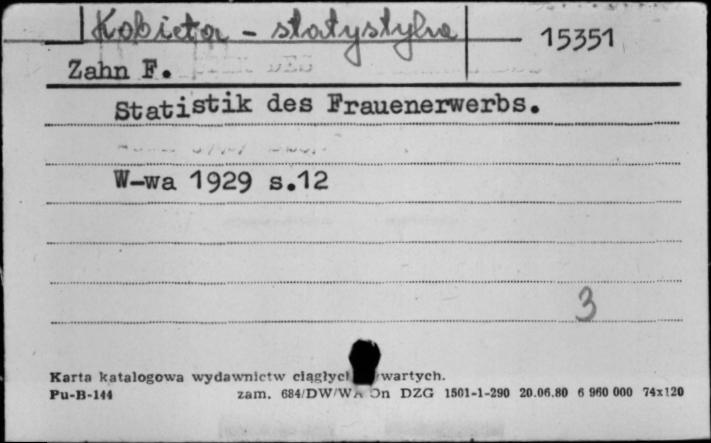 Kobieta - statystyka 15351
Zahn F.
Statistik des Frauenerwerbs.
W-wa 1929 s.12
3
Karta katalogowa wydawnictw wartych.
Pu-B-144 zam. 684/DW/WA On DZG 1501-1-290 20.06.80 6 960 000 74x120